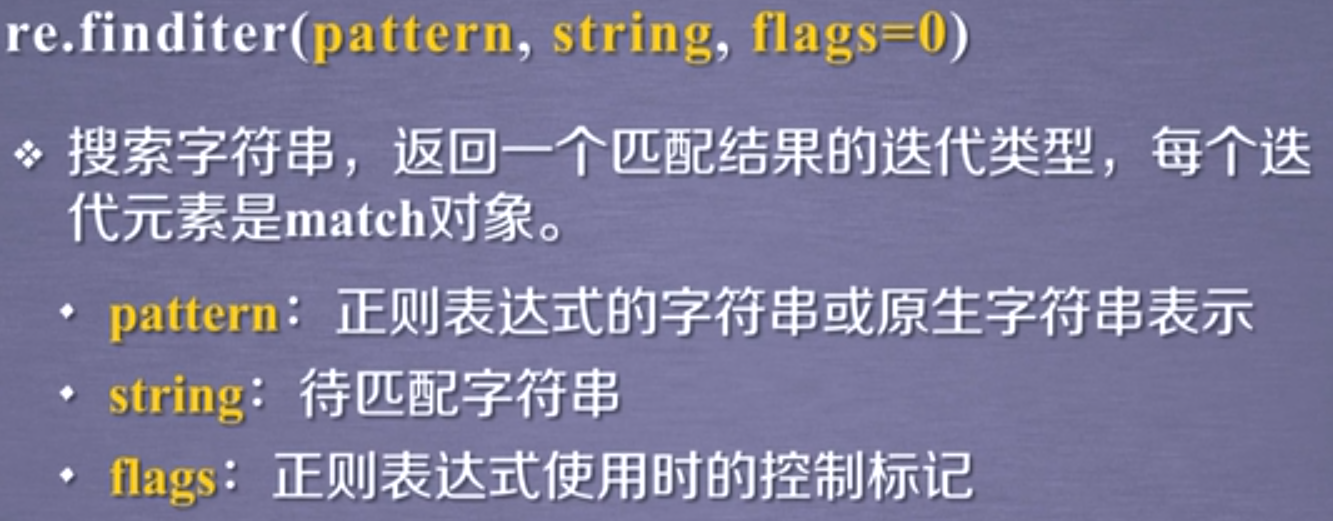 re.finditer(pattern, string, flags=0)
❖ 搜索字符串，返回一个匹配结果的迭代类型，每个迭
代元素是match对象。
• pattern：正则表达式的字符串或原生字符串表示
• string：待匹配字符串
• flags：正则表达式使用时的控制标记